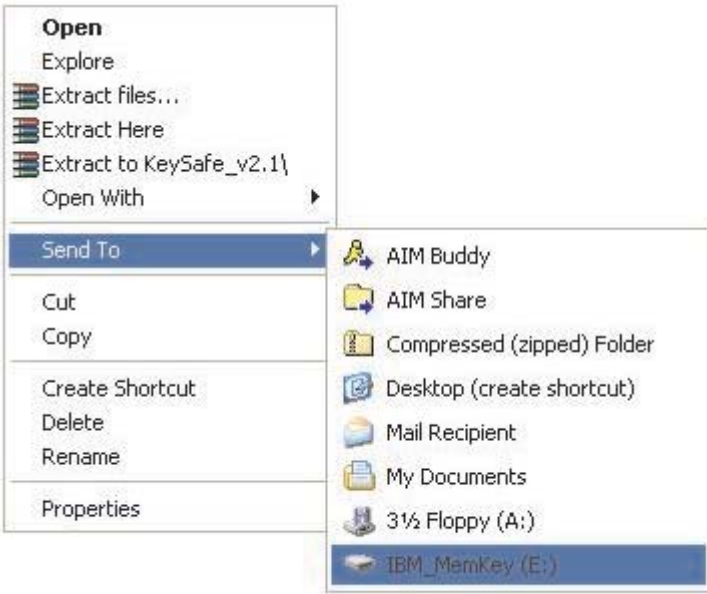 Open
Explore
Extract files...
Extract Here
Extract to KeySafe_v2.1\
Open With
Send To
Cut
Copy
Create Shortcut
Delete
Rename
Properties
AIM Buddy
AIM Share
Compressed (zipped) Folder
Desktop (create shortcut)
Mail Recipient
My Documents
3½ Floppy (A:)
IBM_MemKey (E:)